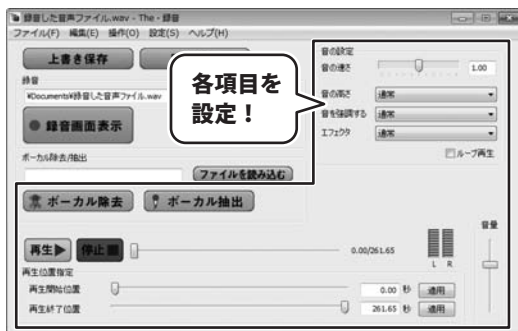 録音した音声ファイル.wav - The・録音
ファイル(F) 編集(E) 操作(O) 設定(S) ヘルプ(H)
上書き保存
録音
¥Documents¥録音した音声ファイル.wav
録音画面表示
各項目を
設定！
音の設定
音の速さ 1.00
音の高さ 通常
音を強調する 通常
エフェクタ 通常
ループ再生
ボーカル除去/抽出
ファイルを読み込む
ボーカル除去 ボーカル抽出
音量
再生 停止 0.00/261.65
L R
再生位置指定
再生開始位置 0.00 秒 適用
再生終了位置 261.65 秒 適用